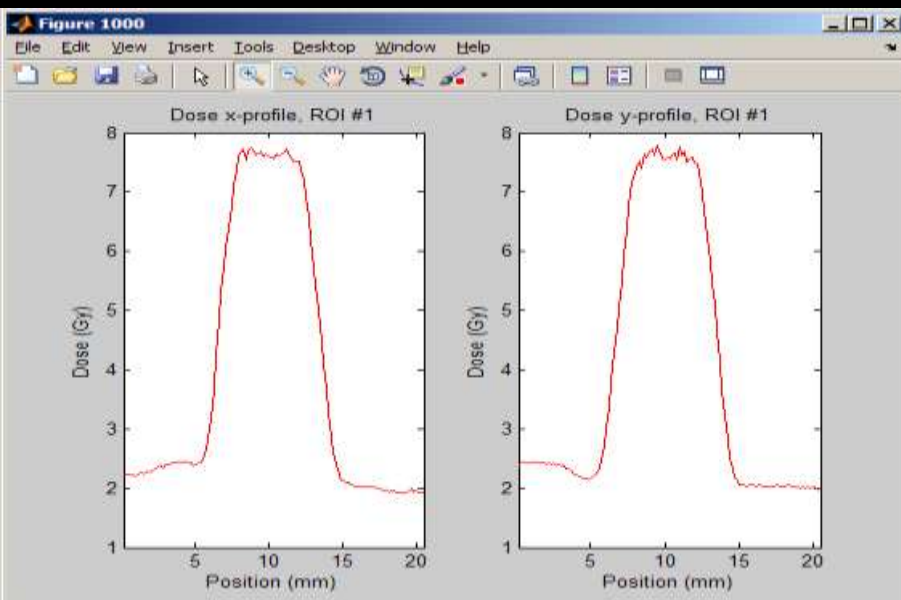 Figure 1000
File Edit View Insert Tools Desktop Window Help
Dose x-profile, ROI #1
8
7
6
5
4
3
2
1
Dose (Gy)
5 10 15 20
Position (mm)
Dose y-profile, ROI #1
8
7
6
5
4
3
2
1
Dose (Gy)
5 10 15 20
Position (mm)